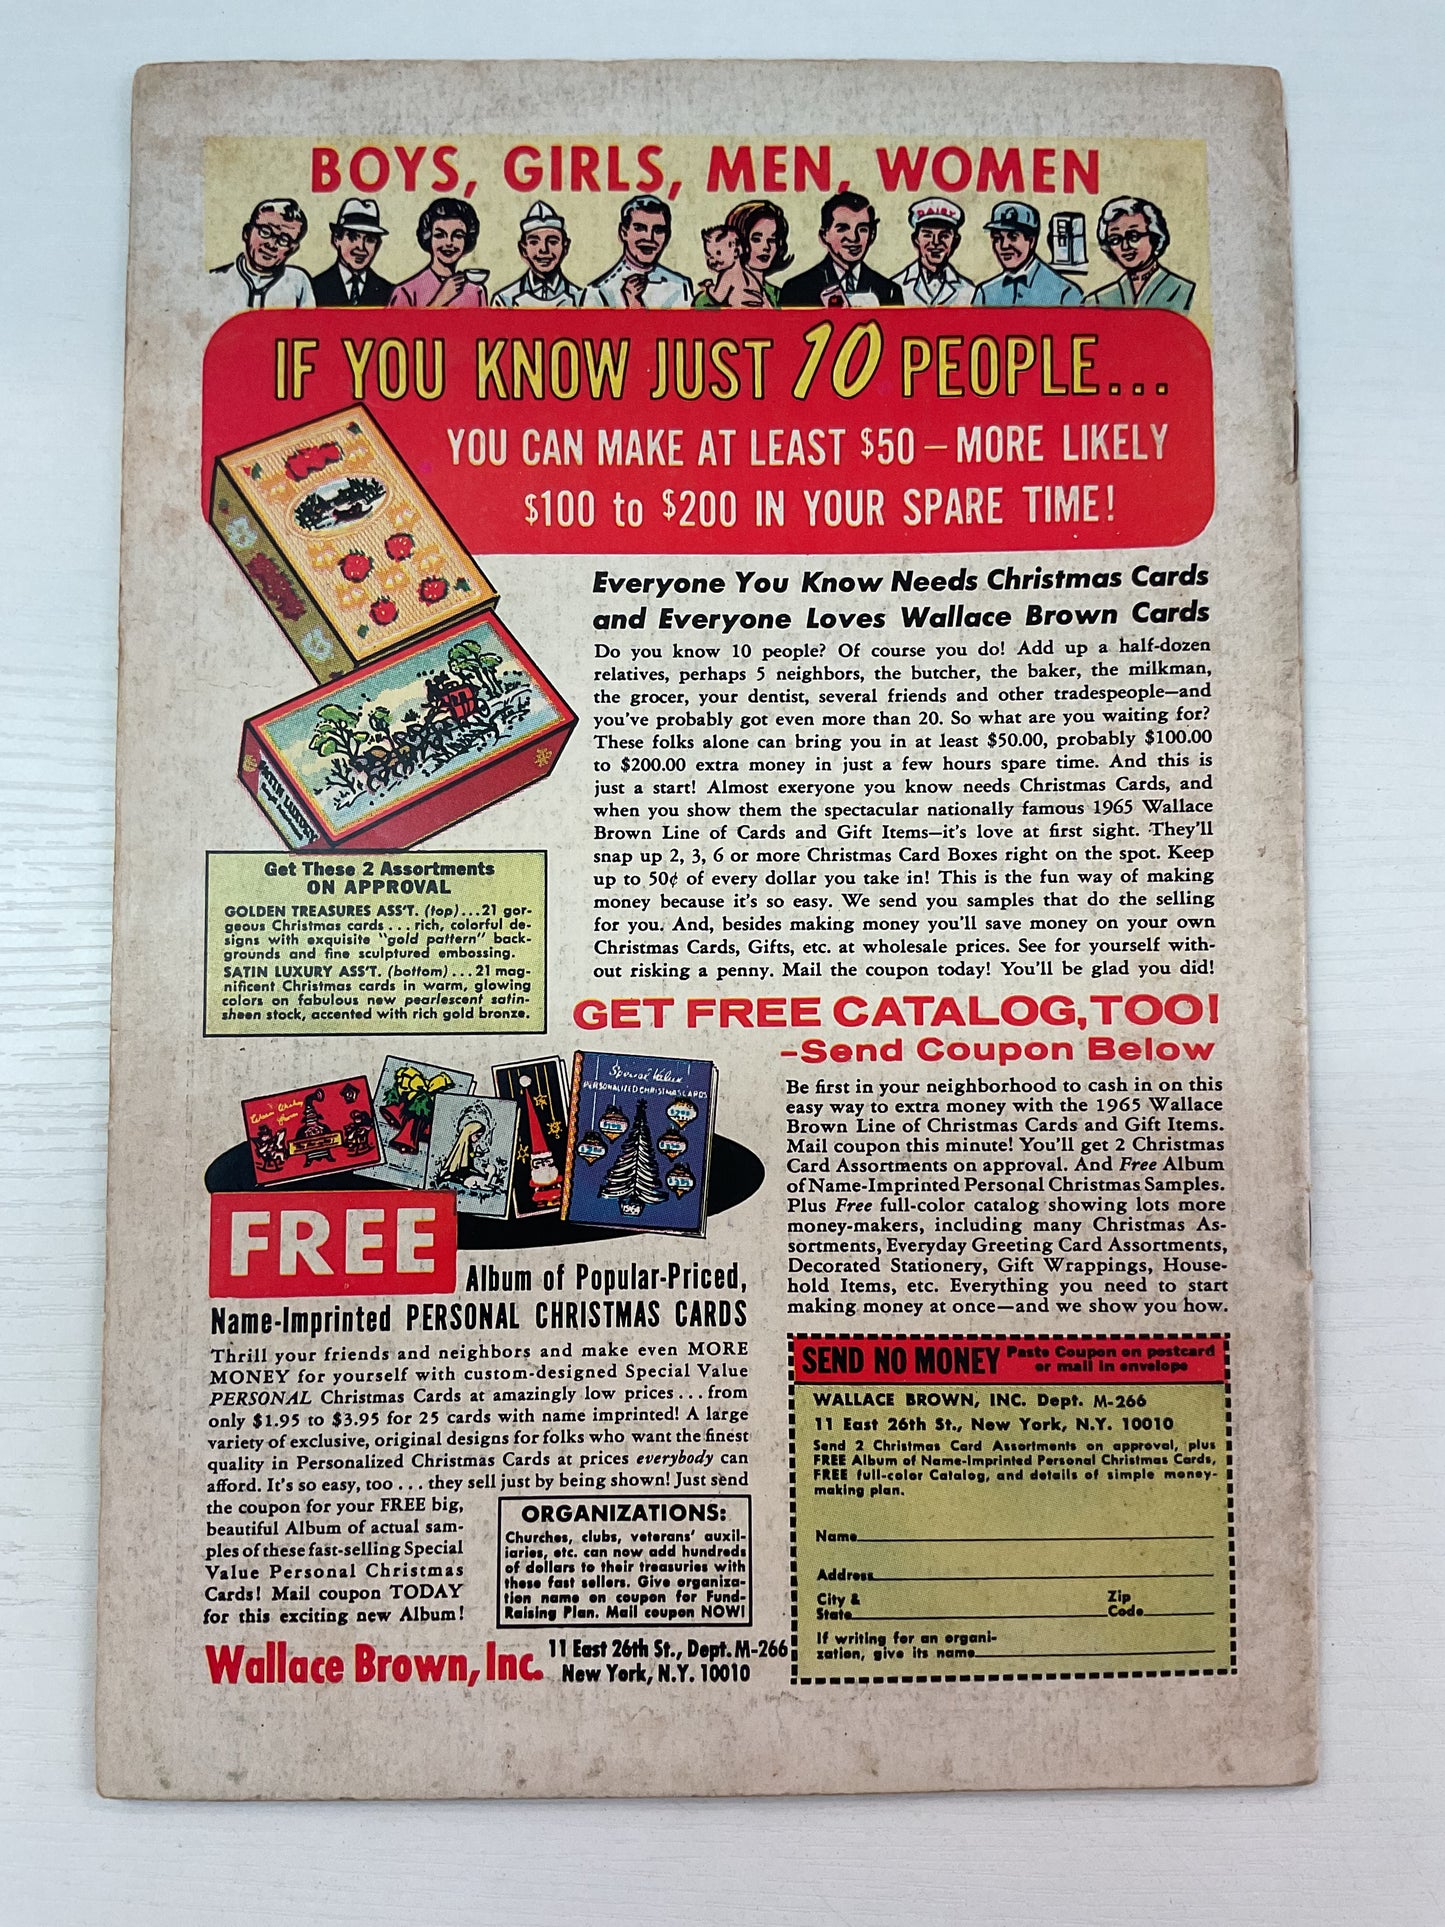 BOYS, GIRLS, MEN, WOMEN
DAIRY
IF YOU KNOW JUST 10 PEOPLE...
YOU CAN MAKE AT LEAST $50 – MORE LIKELY
$100 to $200 IN YOUR SPARE TIME!
SATIN LUXURY
Everyone You Know Needs Christmas Cards
and Everyone Loves Wallace Brown Cards
Do you know 10 people? Of course you do! Add up a half-dozen
relatives, perhaps 5 neighbors, the butcher, the baker, the milkman,
the grocer, your dentist, several friends and other tradespeople—and
you've probably got even more than 20. So what are you waiting for?
These folks alone can bring you in at least $50.00, probably $100.00
to $200.00 extra money in just a few hours spare time. And this is
just a start! Almost exeryone you know needs Christmas Cards, and
when you show them the spectacular nationally famous 1965 Wallace
Brown Line of Cards and Gift Items—it's love at first sight. They'll
snap up 2, 3, 6 or more Christmas Card Boxes right on the spot. Keep
up to 50¢ of every dollar you take in! This is the fun way of making
money because it's so easy. We send you samples that do the selling
for you. And, besides making money you'll save money on your own
Christmas Cards, Gifts, etc. at wholesale prices. See for yourself with-
out risking a penny. Mail the coupon today! You'll be glad you did!
Get These 2 Assortments
ON APPROVAL
GOLDEN TREASURES ASS'T. (top)...21 gor-
geous Christmas cards . . . rich, colorful de-
signs with exquisite "gold pattern" back-
grounds and fine sculptured embossing.
SATIN LUXURY ASS'T. (bottom)...21 mag-
nificent Christmas cards in warm, glowing
colors on fabulous new pearlescent satin-
sheen stock, accented with rich gold bronze.
GET FREE CATALOG, TOO!
–Send Coupon Below
Be first in your neighborhood to cash in on this
easy way to extra money with the 1965 Wallace
Brown Line of Christmas Cards and Gift Items.
Mail coupon this minute! You'll get 2 Christmas
Card Assortments on approval. And Free Album
of Name-Imprinted Personal Christmas Samples.
Plus Free full-color catalog showing lots more
money-makers, including many Christmas As-
sortments, Everyday Greeting Card Assortments,
Decorated Stationery, Gift Wrappings, House-
hold Items, etc. Everything you need to start
making money at once—and we show you how.
Special Value
PERSONALIZED CHRISTMAS CARDS
1964
FREE
Album of Popular-Priced,
Name-Imprinted PERSONAL CHRISTMAS CARDS
Thrill your friends and neighbors and make even MORE
MONEY for yourself with custom-designed Special Value
PERSONAL Christmas Cards at amazingly low prices . . . from
only $1.95 to $3.95 for 25 cards with name imprinted! A large
variety of exclusive, original designs for folks who want the finest
quality in Personalized Christmas Cards at prices everybody can
afford. It's so easy, too . . . they sell just by being shown! Just send
the coupon for your FREE big,
beautiful Album of actual sam-
ples of these fast-selling Special
Value Personal Christmas
Cards! Mail coupon TODAY
for this exciting new Album!
ORGANIZATIONS:
Churches, clubs, veterans' auxil-
iaries, etc. can now add hundreds
of dollars to their treasuries with
these fast sellers. Give organiza-
tion name on coupon for Fund-
Raising Plan. Mail coupon NOW!
Wallace Brown, Inc. 11 East 26th St., Dept. M-266
New York, N.Y. 10010
SEND NO MONEY Paste Coupon on postcard
or mail in envelope
WALLACE BROWN, INC. Dept. M-266
11 East 26th St., New York, N.Y. 10010
Send 2 Christmas Card Assortments on approval, plus
FREE Album of Name-Imprinted Personal Christmas Cards,
FREE full-color Catalog, and details of simple money-
making plan.
Name
Address
City & State Zip Code
If writing for an organi-
zation, give its name